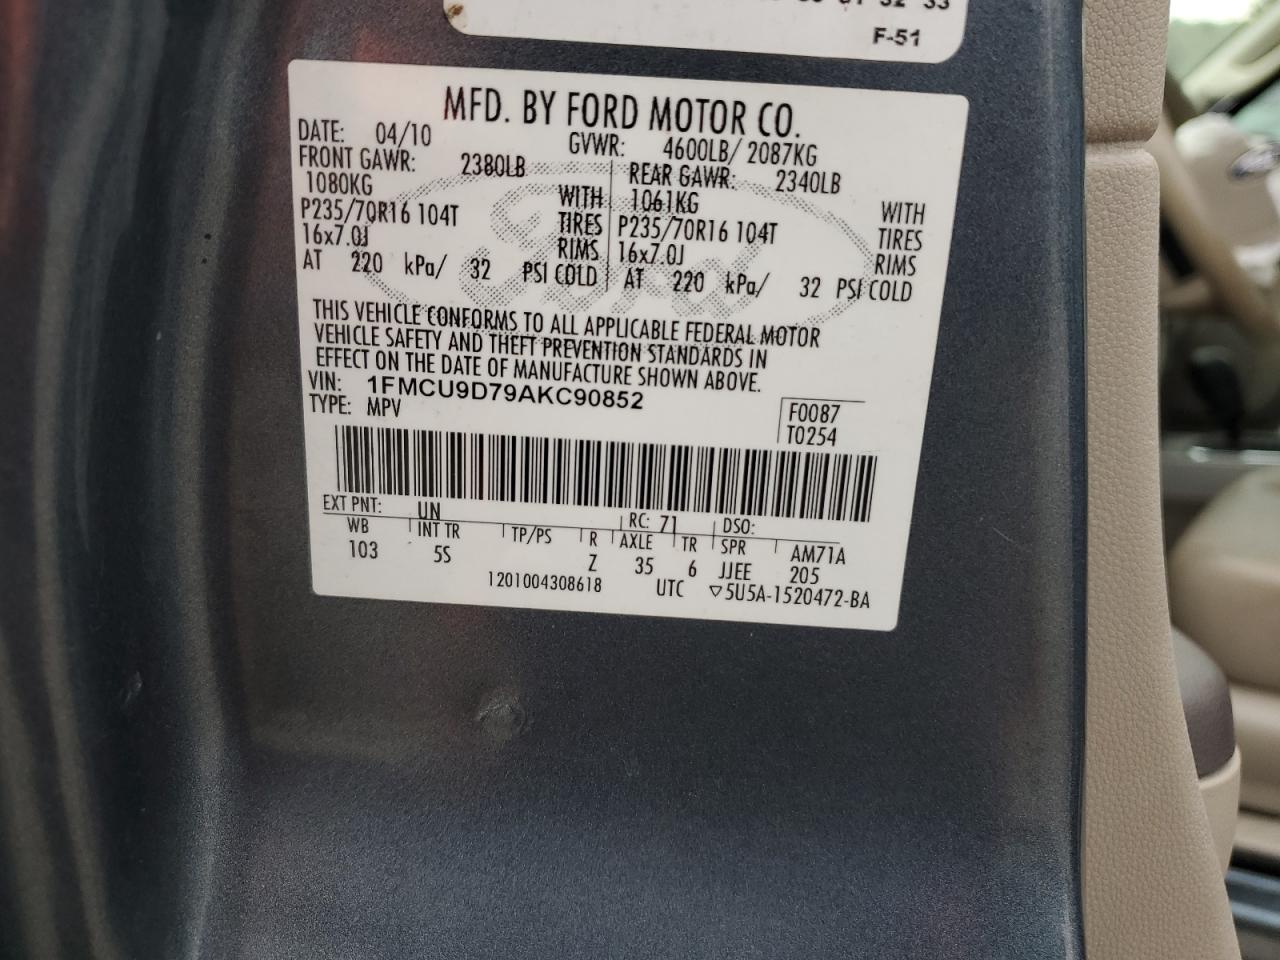 32 33
F-51
MFD. BY FORD MOTOR CO.
DATE: 04/10 GVWR: 4600LB/ 2087KG
FRONT GAWR: 2380LB REAR GAWR: 2340LB
1080KG WITH 1061KG WITH
P235/70R16 104T TIRES P235/70R16 104T TIRES
16x7.0J RIMS 16x7.0J RIMS
AT 220 kPa/ 32 PSI COLD AT 220 kPa/ 32 PSI COLD
Ford
THIS VEHICLE CONFORMS TO ALL APPLICABLE FEDERAL MOTOR
VEHICLE SAFETY AND THEFT PREVENTION STANDARDS IN
EFFECT ON THE DATE OF MANUFACTURE SHOWN ABOVE.
VIN: 1FMCU9D79AKC90852
TYPE: MPV
F0087
T0254
EXT PNT: UN RC: 71 DSO:
WB INT TR TP/PS R AXLE TR SPR AM71A
103 5S Z 35 6 JJEE 205
1201004308618 UTC ▽5U5A-1520472-BA